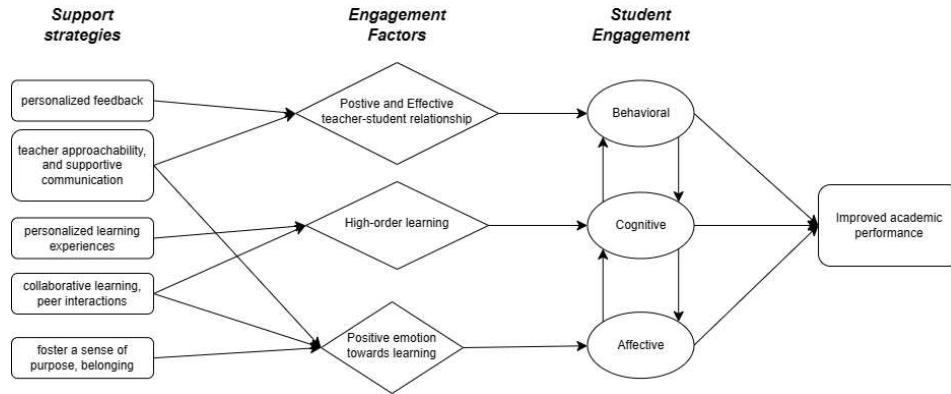 Support
strategies
Engagement
Factors
Student
Engagement
personalized feedback
teacher approachability,
and supportive
communication
personalized learning
experiences
collaborative learning,
peer interactions
foster a sense of
purpose, belonging
Postive and Effective
teacher-student relationship
High-order learning
Positive emotion
towards learning
Behavioral
Cognitive
Affective
Improved academic
performance